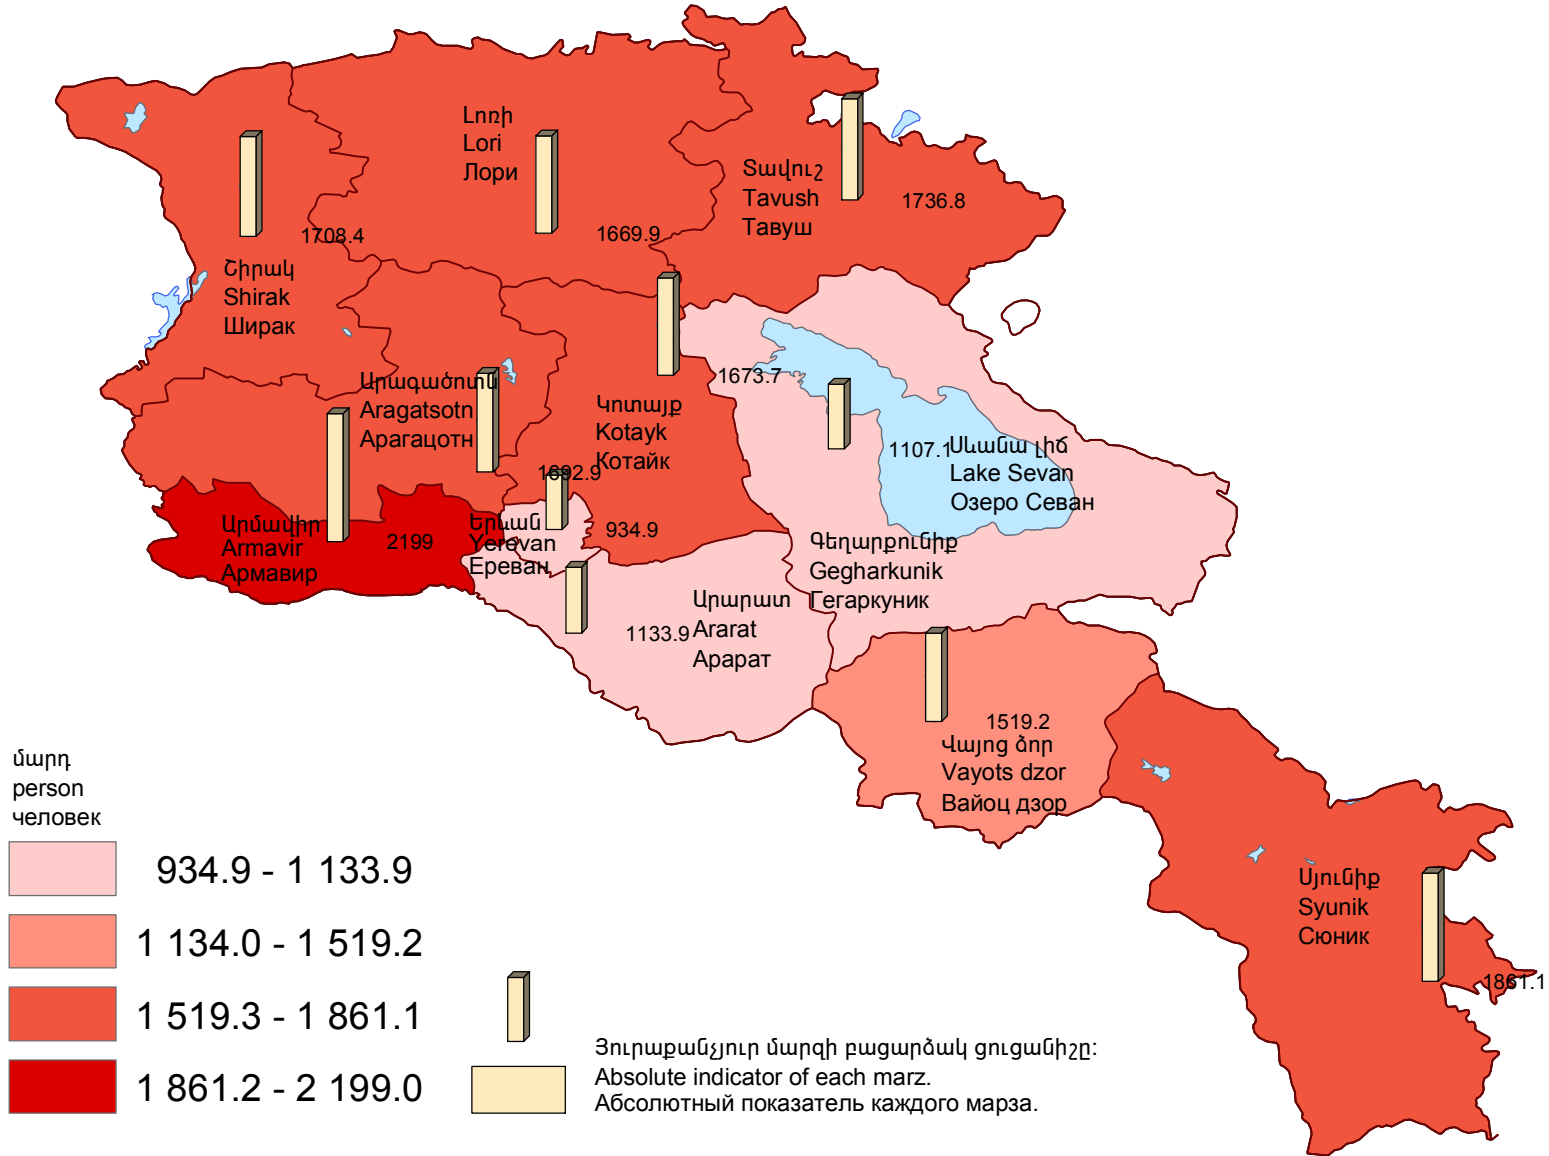 Լոռի
Lori
Лори
1669.9
Տավուշ
Tavush
Тавуш
1736.8
1708.4
Շիրակ
Shirak
Ширак
Արագածոտն
Aragatsotn
Арагацотн
1692.9
Կոտայք
Kotayk
Котайк
1673.7
1107.1
Սևանա լիճ
Lake Sevan
Озеро Севан
Արմավիր
Armavir
Армавир
2199
Երևան
Yerevan
Ереван
934.9
Գեղարքունիք
Gegharkunik
Гегаркуник
1133.9
Արարատ
Ararat
Арарат
1519.2
Վայոց ձոր
Vayots dzor
Вайоц дзор
Սյունիք
Syunik
Сюник
1861.1
մարդ
person
человек
934.9 - 1 133.9
1 134.0 - 1 519.2
1 519.3 - 1 861.1
1 861.2 - 2 199.0
Յուրաքանչյուր մարզի բացարձակ ցուցանիշը:
Absolute indicator of each marz.
Абсолютный показатель каждого марза.